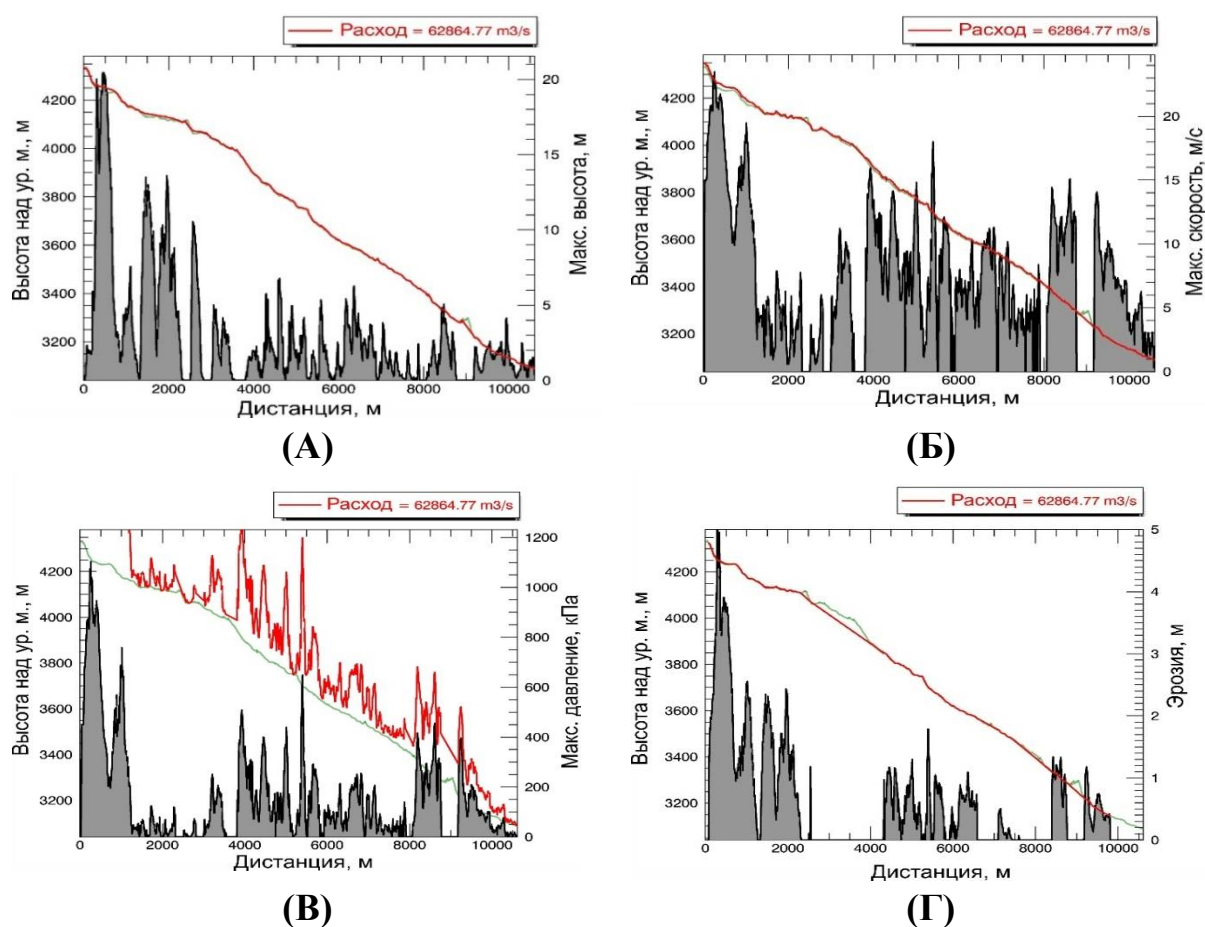 Расход = 62864.77 m3/s
Высота над ур. м., м
4200
4000
3800
3600
3400
3200
20
15
10
5
0
Макс. высота, м
0 2000 4000 6000 8000 10000
Дистанция, м
(А)
Расход = 62864.77 m3/s
Высота над ур. м., м
4200
4000
3800
3600
3400
3200
20
15
10
5
0
Макс. скорость, м/с
0 2000 4000 6000 8000 10000
Дистанция, м
(Б)
Расход = 62864.77 m3/s
Высота над ур. м., м
4200
4000
3800
3600
3400
3200
1200
1000
800
600
400
200
0
Макс. давление, кПа
0 2000 4000 6000 8000 10000
Дистанция, м
(В)
Расход = 62864.77 m3/s
Высота над ур. м., м
4200
4000
3800
3600
3400
3200
5
4
3
2
1
0
Эрозия, м
0 2000 4000 6000 8000 10000
Дистанция, м
(Г)